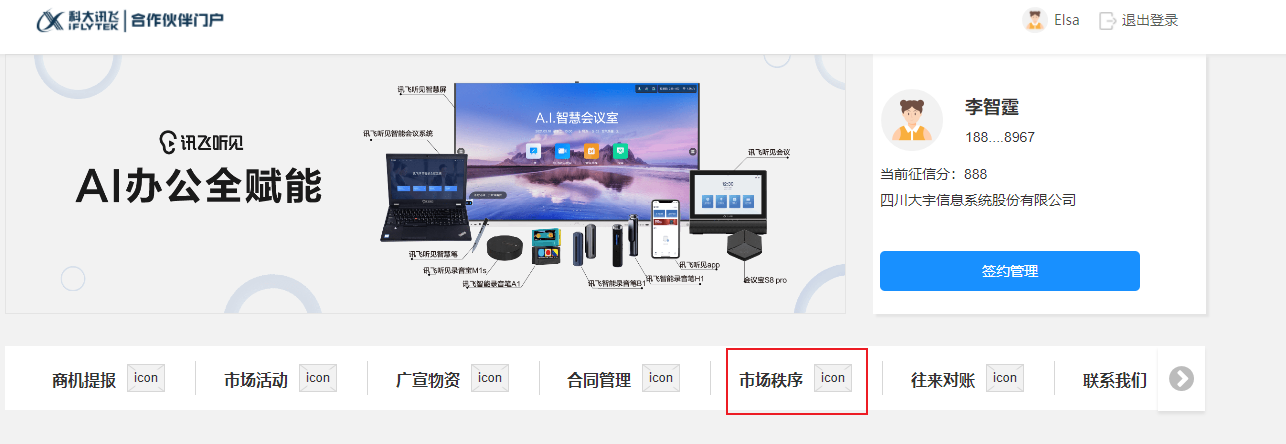 科大讯飞 iFLYTEK 合作伙伴门户
Elsa 退出登录
讯飞听见
AI办公全赋能
讯飞听见智慧屏
讯飞听见智能会议系统
A.I.智慧会议室
讯飞听见会议
讯飞听见智慧笔
讯飞听见录音宝M1s
讯飞智能录音笔A1
讯飞智能录音笔B1
讯飞智能录音笔H1
讯飞听见app
会议宝S8 pro
李智霆
188....8967
当前征信分：888
四川大宇信息系统股份有限公司
签约管理
商机提报 icon 市场活动 icon 广宣物资 icon 合同管理 icon 市场秩序 icon 往来对账 icon 联系我们